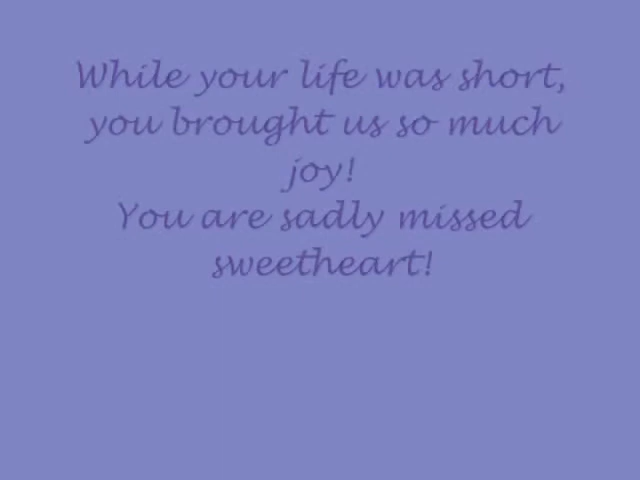 While your life was short,
you brought us so much
joy!
You are sadly missed
sweetheart!